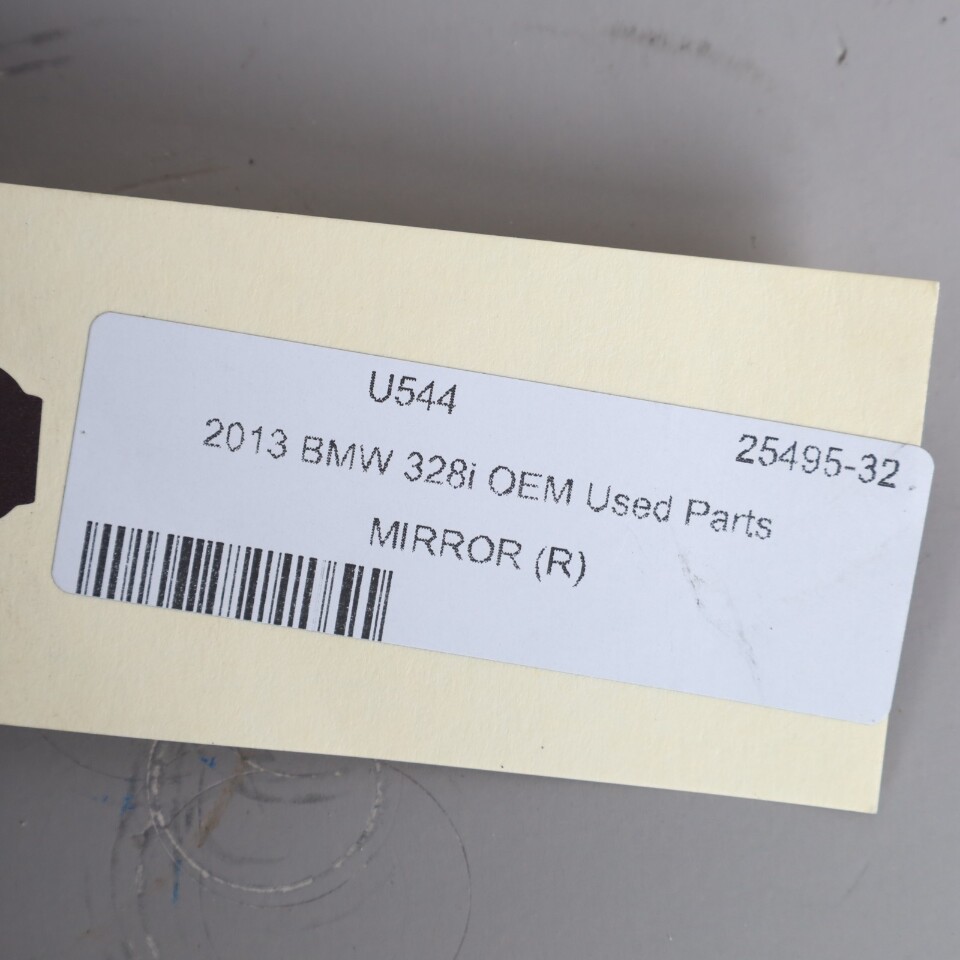 U544
25495-32
2013 BMW 328i OEM Used Parts
MIRROR (R)